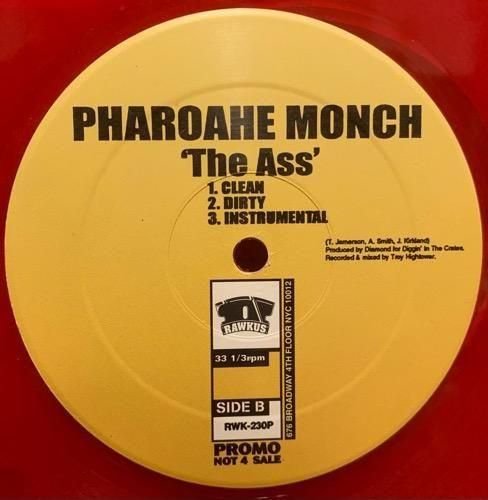 PHAROAHE MONCH
'The Ass'
1. CLEAN
2. DIRTY
3. INSTRUMENTAL
(T. Jamerson, A. Smith, J. Kirkland)
Produced by Diamond for Diggin' In The Crates.
Recorded & mixed by Troy Hightower.
RAWKUS
33 1/3rpm
SIDE B
RWK-230P
676 BROADWAY 4TH FLOOR NYC 10012
PROMO
NOT 4 SALE